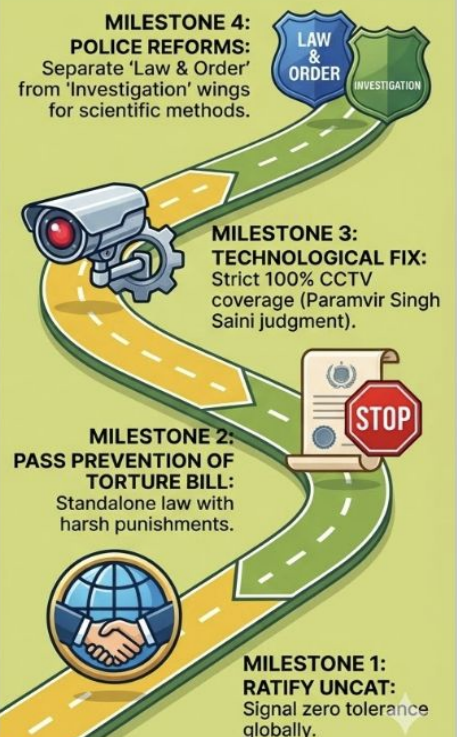 MILESTONE 4:
POLICE REFORMS:
Separate ‘Law & Order’
from 'Investigation' wings
for scientific methods.
LAW
&
ORDER
INVESTIGATION
MILESTONE 3:
TECHNOLOGICAL FIX:
Strict 100% CCTV
coverage (Paramvir Singh
Saini judgment).
STOP
MILESTONE 2:
PASS PREVENTION OF
TORTURE BILL:
Standalone law with
harsh punishments.
MILESTONE 1:
RATIFY UNCAT:
Signal zero tolerance
globally.